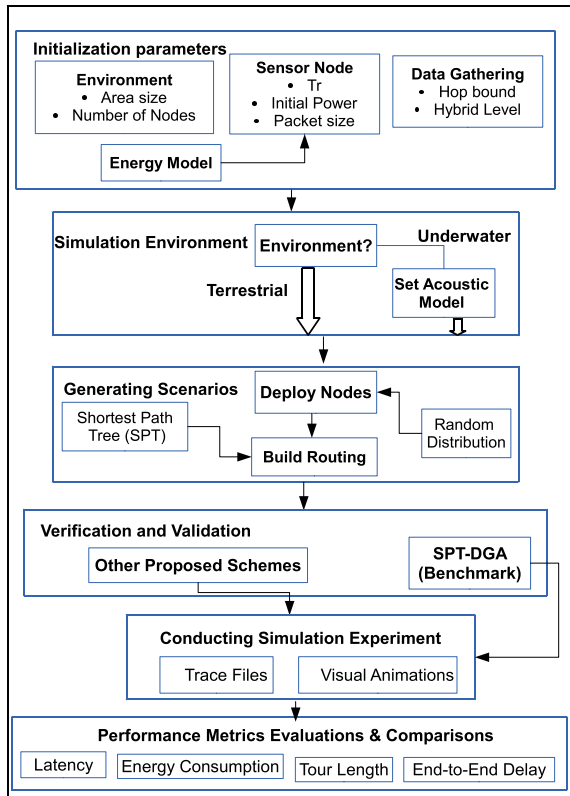 Initialization parameters
Environment
• Area size
• Number of Nodes
Sensor Node
• Tr
• Initial Power
• Packet size
Data Gathering
• Hop bound
• Hybrid Level
Energy Model
Simulation Environment
Environment?
Underwater
Terrestrial
Set Acoustic
Model
Generating Scenarios
Deploy Nodes
Shortest Path
Tree (SPT)
Random
Distribution
Build Routing
Verification and Validation
Other Proposed Schemes
SPT-DGA
(Benchmark)
Conducting Simulation Experiment
Trace Files
Visual Animations
Performance Metrics Evaluations & Comparisons
Latency
Energy Consumption
Tour Length
End-to-End Delay